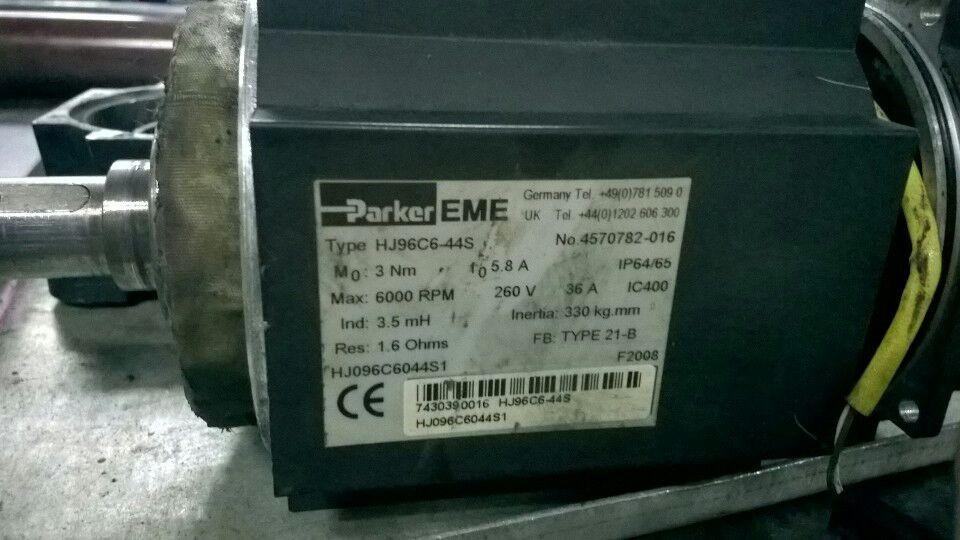 Parker EME
Germany Tel +49(0)781 509 0
UK Tel +44(0)1202 606 300
Type HJ96C6-44S No.4570782-016
M0: 3 Nm I0 5.8 A IP64/65
Max: 6000 RPM 260 V 36 A IC400
Ind: 3.5 mH Inertia: 330 kg.mm
Res: 1.6 Ohms FB: TYPE 21-B
HJ096C6044S1 F2008
CE
7430390016 HJ96C6-44S
HJ096C6044S1